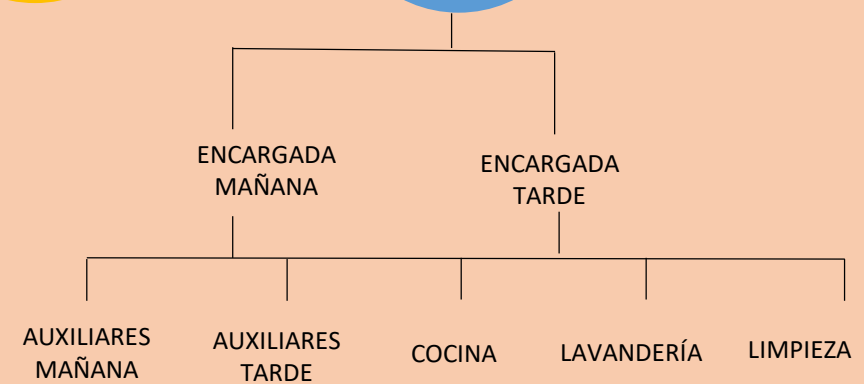 ENCARGADA
MAÑANA
ENCARGADA
TARDE
AUXILIARES
MAÑANA
AUXILIARES
TARDE
COCINA
LAVANDERÍA
LIMPIEZA